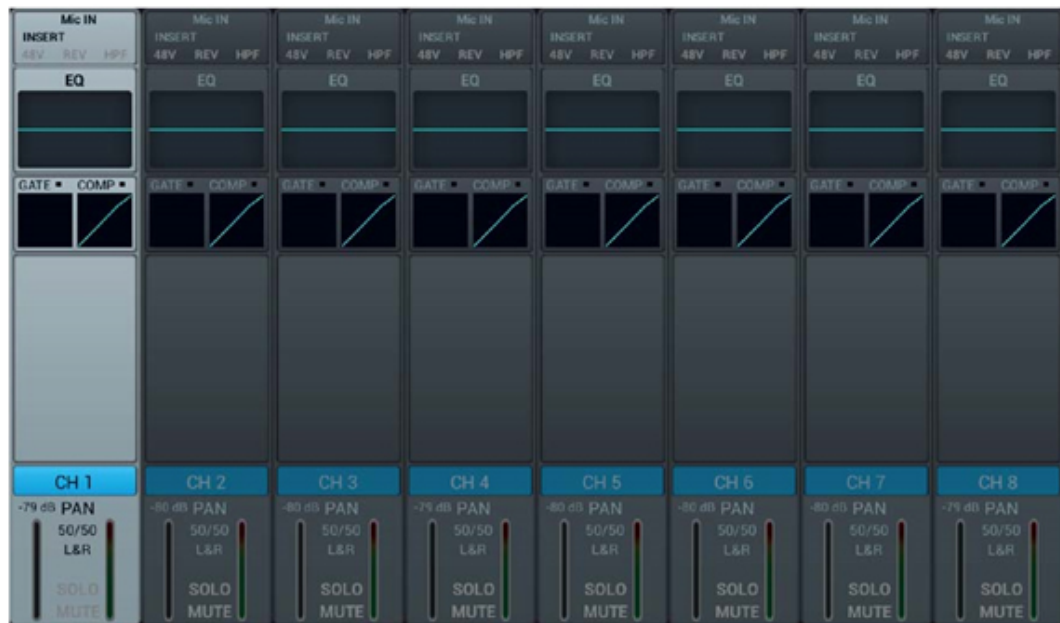 Mic IN Mic IN Mic IN Mic IN Mic IN Mic IN Mic IN Mic IN
INSERT INSERT INSERT INSERT INSERT INSERT INSERT INSERT
48V REV HPF 48V REV HPF 48V REV HPF 48V REV HPF 48V REV HPF 48V REV HPF 48V REV HPF 48V REV HPF
EQ EQ EQ EQ EQ EQ EQ EQ
GATE COMP GATE COMP GATE COMP GATE COMP GATE COMP GATE COMP GATE COMP GATE COMP
CH 1 CH 2 CH 3 CH 4 CH 5 CH 6 CH 7 CH 8
-79 dB PAN -80 dB PAN -80 dB PAN -79 dB PAN -80 dB PAN -80 dB PAN -80 dB PAN -79 dB PAN
50/50 50/50 50/50 50/50 50/50 50/50 50/50 50/50
L&R L&R L&R L&R L&R L&R L&R L&R
SOLO SOLO SOLO SOLO SOLO SOLO SOLO SOLO
MUTE MUTE MUTE MUTE MUTE MUTE MUTE MUTE